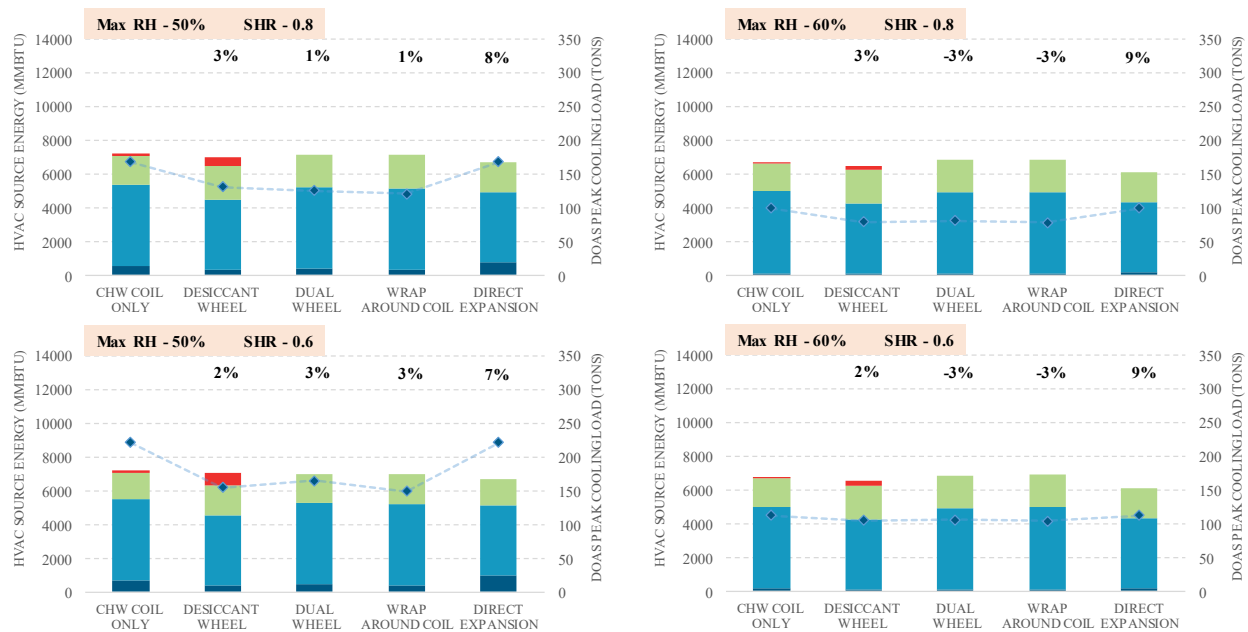 Max RH - 50% SHR - 0.8
HVAC SOURCE ENERGY (MMBTU)
14000
12000
10000
8000
6000
4000
2000
0
3% 1% 1% 8%
350
300
250
200
150
100
50
0
DOAS PEAK COOLING LOAD (TONS)
CHW COIL ONLY
DESICCANT WHEEL
DUAL WHEEL
WRAP AROUND COIL
DIRECT EXPANSION
Max RH - 60% SHR - 0.8
HVAC SOURCE ENERGY (MMBTU)
14000
12000
10000
8000
6000
4000
2000
0
3% -3% -3% 9%
350
300
250
200
150
100
50
0
DOAS PEAK COOLING LOAD (TONS)
CHW COIL ONLY
DESICCANT WHEEL
DUAL WHEEL
WRAP AROUND COIL
DIRECT EXPANSION
Max RH - 50% SHR - 0.6
HVAC SOURCE ENERGY (MMBTU)
14000
12000
10000
8000
6000
4000
2000
0
2% 3% 3% 7%
350
300
250
200
150
100
50
0
DOAS PEAK COOLING LOAD (TONS)
CHW COIL ONLY
DESICCANT WHEEL
DUAL WHEEL
WRAP AROUND COIL
DIRECT EXPANSION
Max RH - 60% SHR - 0.6
HVAC SOURCE ENERGY (MMBTU)
14000
12000
10000
8000
6000
4000
2000
0
2% -3% -3% 9%
350
300
250
200
150
100
50
0
DOAS PEAK COOLING LOAD (TONS)
CHW COIL ONLY
DESICCANT WHEEL
DUAL WHEEL
WRAP AROUND COIL
DIRECT EXPANSION